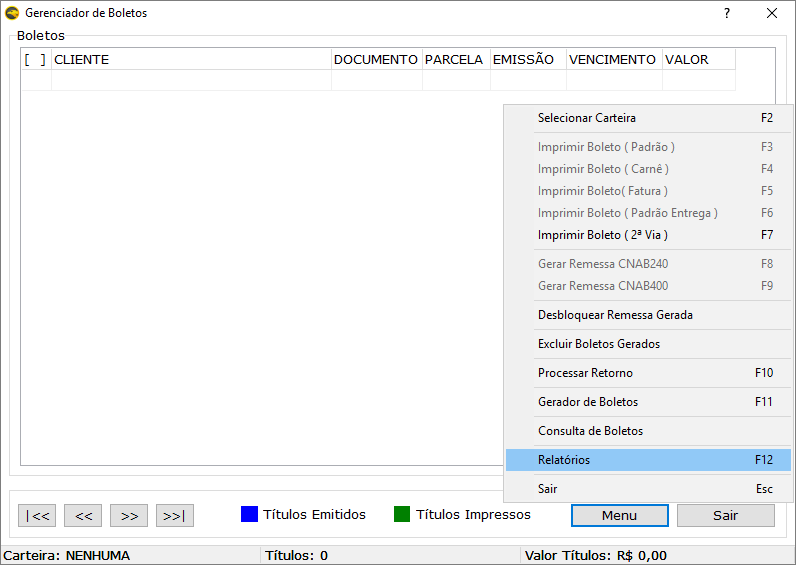 Gerenciador de Boletos ?
Boletos
[ ] CLIENTE DOCUMENTO PARCELA EMISSÃO VENCIMENTO VALOR
Selecionar Carteira F2
Imprimir Boleto ( Padrão ) F3
Imprimir Boleto ( Carnê ) F4
Imprimir Boleto( Fatura ) F5
Imprimir Boleto ( Padrão Entrega ) F6
Imprimir Boleto ( 2ª Via ) F7
Gerar Remessa CNAB240 F8
Gerar Remessa CNAB400 F9
Desbloquear Remessa Gerada
Excluir Boletos Gerados
Processar Retorno F10
Gerador de Boletos F11
Consulta de Boletos
Relatórios F12
Sair Esc
|<< << >> >>| Títulos Emitidos Títulos Impressos Menu Sair
Carteira: NENHUMA Títulos: 0 Valor Títulos: R$ 0,00